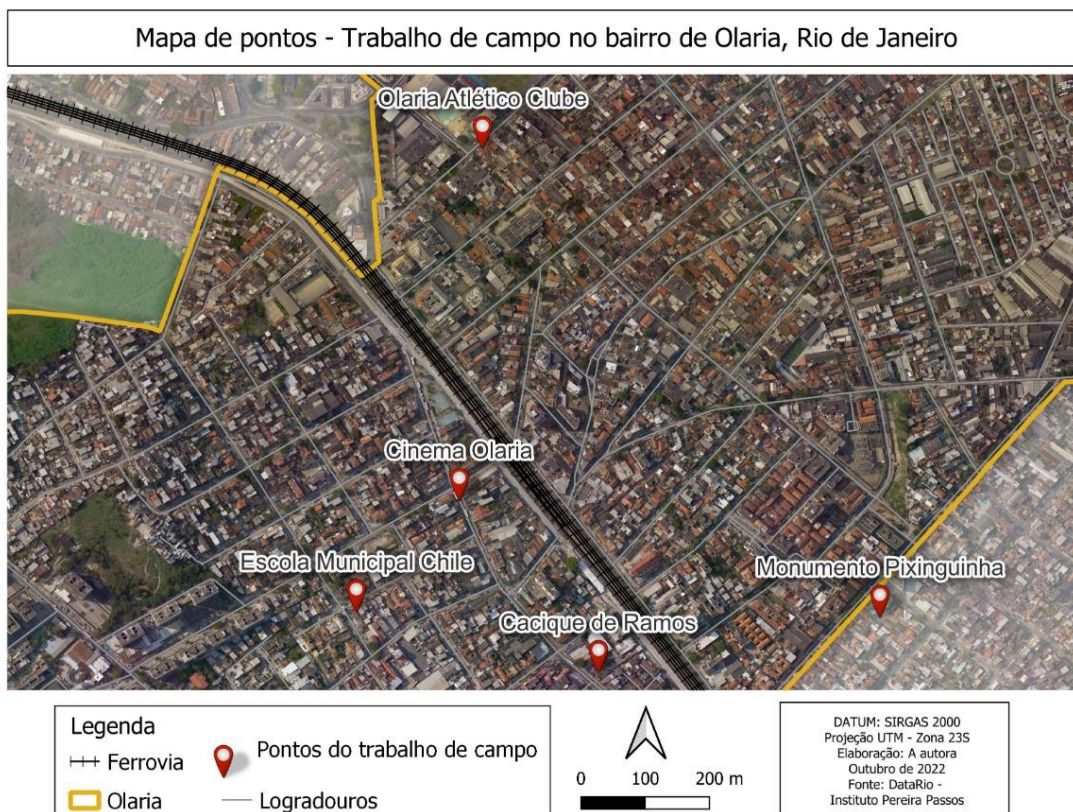 Mapa de pontos - Trabalho de campo no bairro de Olaria, Rio de Janeiro
Olaria Atlético Clube
Cinema Olaria
Escola Municipal Chile
Monumento Pixinguinha
Cacique de Ramos
Legenda
Ferrovia
Pontos do trabalho de campo
Olaria
Logradouros
0 100 200 m
DATUM: SIRGAS 2000
Projeção UTM - Zona 23S
Elaboração: A autora
Outubro de 2022
Fonte: DataRio -
Instituto Pereira Passos